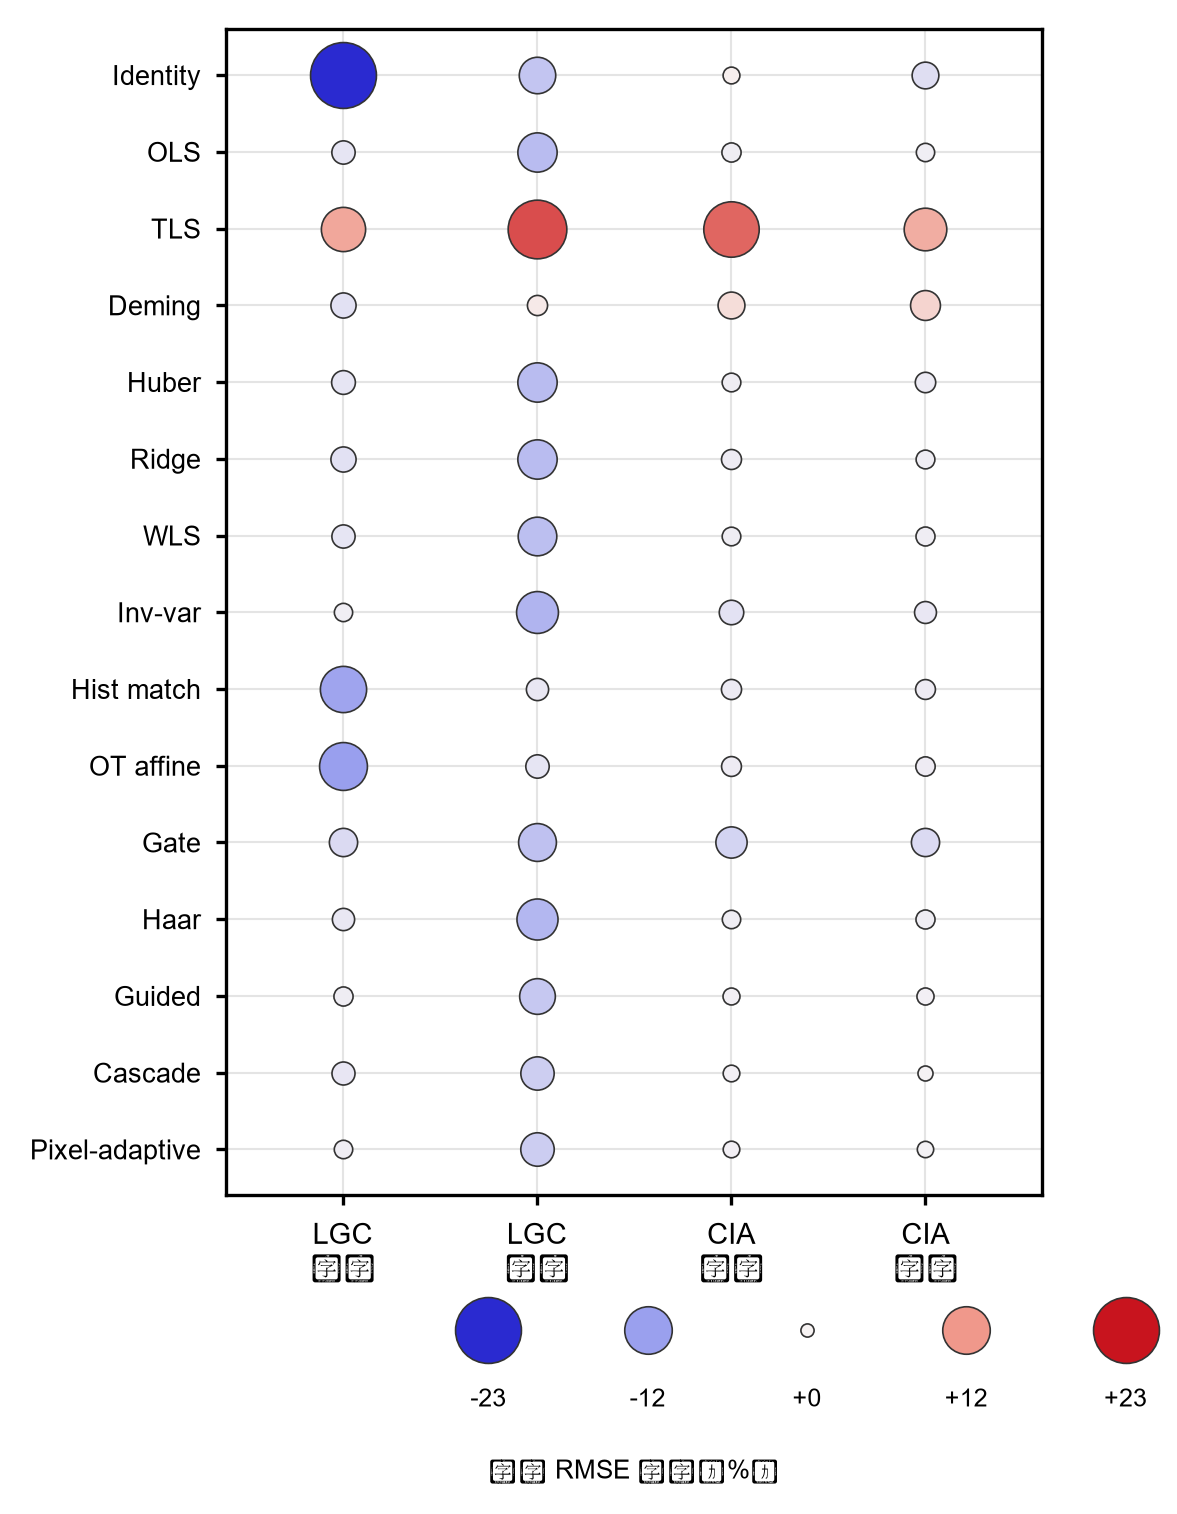 Identity
OLS
TLS
Deming
Huber
Ridge
WLS
Inv-var
Hist match
OT affine
Gate
Haar
Guided
Cascade
Pixel-adaptive
LGC
LGC
CIA
CIA
-23
-12
+0
+12
+23
RMSE %